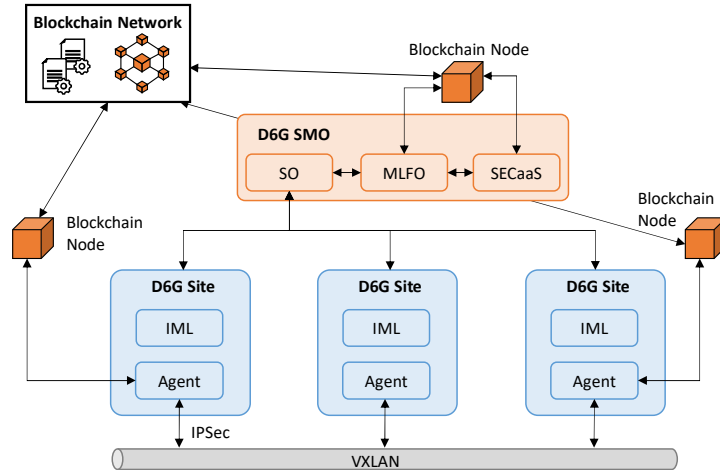 Blockchain Network
Blockchain Node
D6G SMO
SO
MLFO
SECaaS
Blockchain
Node
Blockchain
Node
D6G Site
D6G Site
D6G Site
IML
IML
IML
Agent
Agent
Agent
IPSec
VXLAN